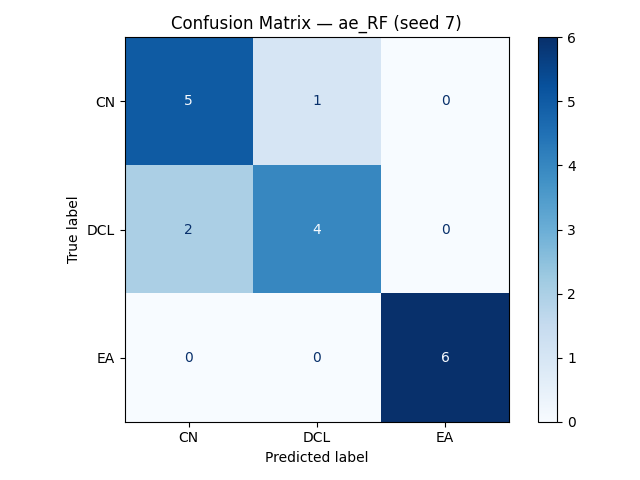 Confusion Matrix — ae_RF (seed 7)
6
5
4
3
2
1
0
True label
CN
5
1
0
DCL
2
4
0
EA
0
0
6
CN
DCL
EA
Predicted label